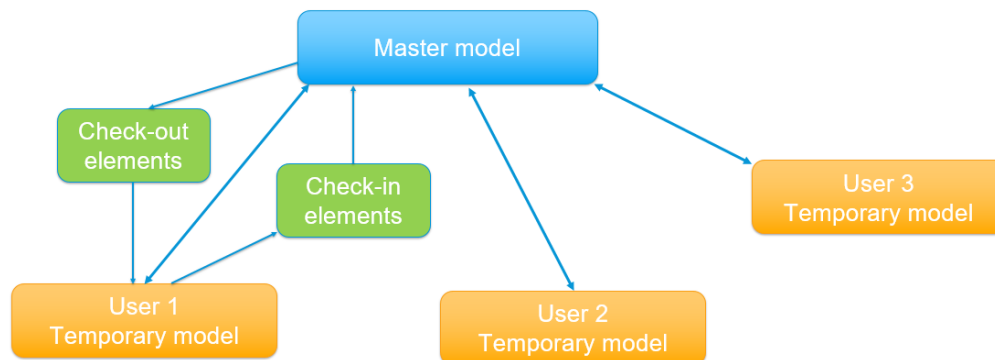 Master model
Check-out
elements
Check-in
elements
User 3
Temporary model
User 1
Temporary model
User 2
Temporary model